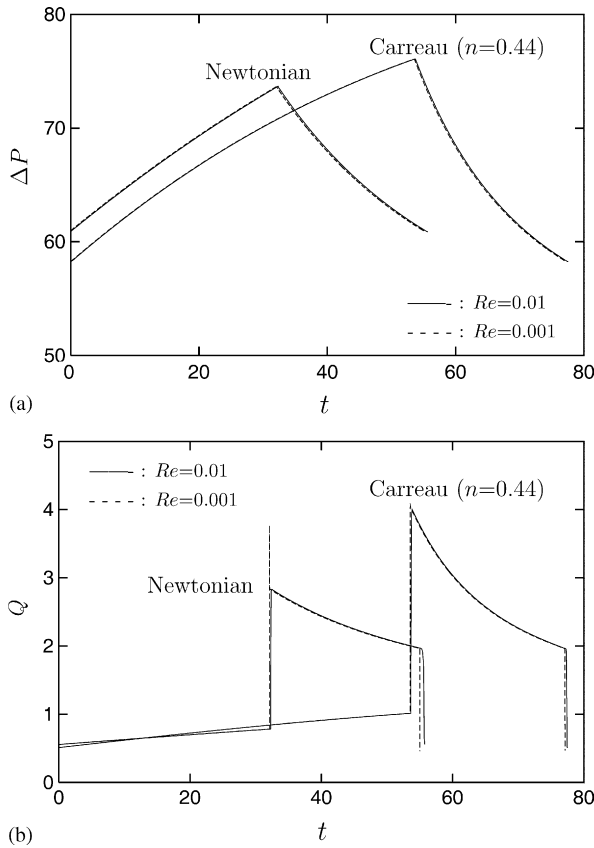 80
Carreau (n=0.44)
Newtonian
70
ΔP
60
: Re=0.01
: Re=0.001
50
0 20 40 60 80
(a)
t
5
: Re=0.01
: Re=0.001
Carreau (n=0.44)
4
3
Newtonian
Q
2
1
0
0 20 40 60 80
(b)
t